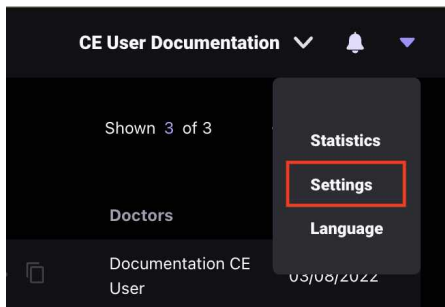 CE User Documentation
Shown 3 of 3
Statistics
Settings
Language
Doctors
Documentation CE
User
03/08/2022